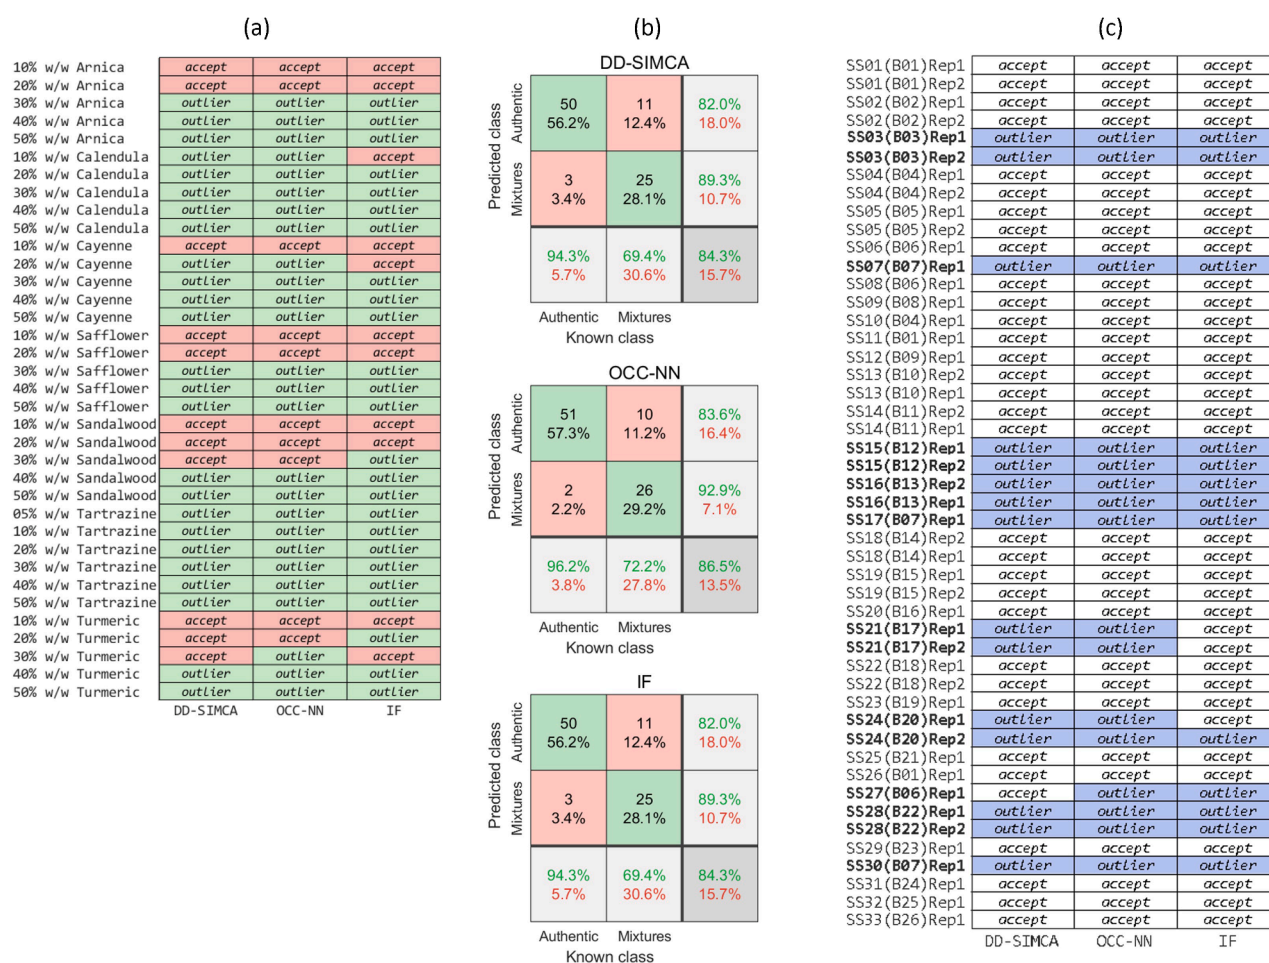 (a)
10% w/w Arnica accept accept accept
20% w/w Arnica accept accept accept
30% w/w Arnica outlier outlier outlier
40% w/w Arnica outlier outlier outlier
50% w/w Arnica outlier outlier outlier
10% w/w Calendula outlier outlier accept
20% w/w Calendula outlier outlier outlier
30% w/w Calendula outlier outlier outlier
40% w/w Calendula outlier outlier outlier
50% w/w Calendula outlier outlier outlier
10% w/w Cayenne accept accept accept
20% w/w Cayenne outlier outlier accept
30% w/w Cayenne outlier outlier outlier
40% w/w Cayenne outlier outlier outlier
50% w/w Cayenne outlier outlier outlier
10% w/w Safflower accept accept accept
20% w/w Safflower accept accept accept
30% w/w Safflower outlier outlier outlier
40% w/w Safflower outlier outlier outlier
50% w/w Safflower outlier outlier outlier
10% w/w Sandalwood accept accept accept
20% w/w Sandalwood accept accept accept
30% w/w Sandalwood accept accept outlier
40% w/w Sandalwood outlier outlier outlier
50% w/w Sandalwood outlier outlier outlier
05% w/w Tartrazine outlier outlier outlier
10% w/w Tartrazine outlier outlier outlier
20% w/w Tartrazine outlier outlier outlier
30% w/w Tartrazine outlier outlier outlier
40% w/w Tartrazine outlier outlier outlier
50% w/w Tartrazine outlier outlier outlier
10% w/w Turmeric accept accept accept
20% w/w Turmeric accept accept outlier
30% w/w Turmeric accept outlier accept
40% w/w Turmeric outlier outlier outlier
50% w/w Turmeric outlier outlier outlier
DD-SIMCA OCC-NN IF
(b)
DD-SIMCA
Predicted class
Authentic
Mixtures
50 11 82.0%
56.2% 12.4% 18.0%
3 25 89.3%
3.4% 28.1% 10.7%
94.3% 69.4% 84.3%
5.7% 30.6% 15.7%
Authentic Mixtures
Known class
OCC-NN
Predicted class
Authentic
Mixtures
51 10 83.6%
57.3% 11.2% 16.4%
2 26 92.9%
2.2% 29.2% 7.1%
96.2% 72.2% 86.5%
3.8% 27.8% 13.5%
Authentic Mixtures
Known class
IF
Predicted class
Authentic
Mixtures
50 11 82.0%
56.2% 12.4% 18.0%
3 25 89.3%
3.4% 28.1% 10.7%
94.3% 69.4% 84.3%
5.7% 30.6% 15.7%
Authentic Mixtures
Known class
(c)
SS01(B01)Rep1 accept accept accept
SS01(B01)Rep2 accept accept accept
SS02(B02)Rep1 accept accept accept
SS02(B02)Rep2 accept accept accept
SS03(B03)Rep1 outlier outlier outlier
SS03(B03)Rep2 outlier outlier outlier
SS04(B04)Rep1 accept accept accept
SS04(B04)Rep2 accept accept accept
SS05(B05)Rep1 accept accept accept
SS05(B05)Rep2 accept accept accept
SS06(B06)Rep1 accept accept accept
SS07(B07)Rep1 outlier outlier outlier
SS08(B06)Rep1 accept accept accept
SS09(B08)Rep1 accept accept accept
SS10(B04)Rep1 accept accept accept
SS11(B01)Rep1 accept accept accept
SS12(B09)Rep1 accept accept accept
SS13(B10)Rep2 accept accept accept
SS13(B10)Rep1 accept accept accept
SS14(B11)Rep2 accept accept accept
SS14(B11)Rep1 accept accept accept
SS15(B12)Rep1 outlier outlier outlier
SS15(B12)Rep2 outlier outlier outlier
SS16(B13)Rep2 outlier outlier outlier
SS16(B13)Rep1 outlier outlier outlier
SS17(B07)Rep1 outlier outlier outlier
SS18(B14)Rep2 accept accept accept
SS18(B14)Rep1 accept accept accept
SS19(B15)Rep1 accept accept accept
SS19(B15)Rep2 accept accept accept
SS20(B16)Rep1 accept accept accept
SS21(B17)Rep1 outlier outlier accept
SS21(B17)Rep2 outlier outlier accept
SS22(B18)Rep1 accept accept accept
SS22(B18)Rep2 accept accept accept
SS23(B19)Rep1 accept accept accept
SS24(B20)Rep1 outlier outlier accept
SS24(B20)Rep2 outlier outlier outlier
SS25(B21)Rep1 accept accept accept
SS26(B01)Rep1 accept accept accept
SS27(B06)Rep1 accept outlier outlier
SS28(B22)Rep1 outlier outlier outlier
SS28(B22)Rep2 outlier outlier outlier
SS29(B23)Rep1 accept accept accept
SS30(B07)Rep1 outlier outlier outlier
SS31(B24)Rep1 accept accept accept
SS32(B25)Rep1 accept accept accept
SS33(B26)Rep1 accept accept accept
DD-SIMCA OCC-NN IF